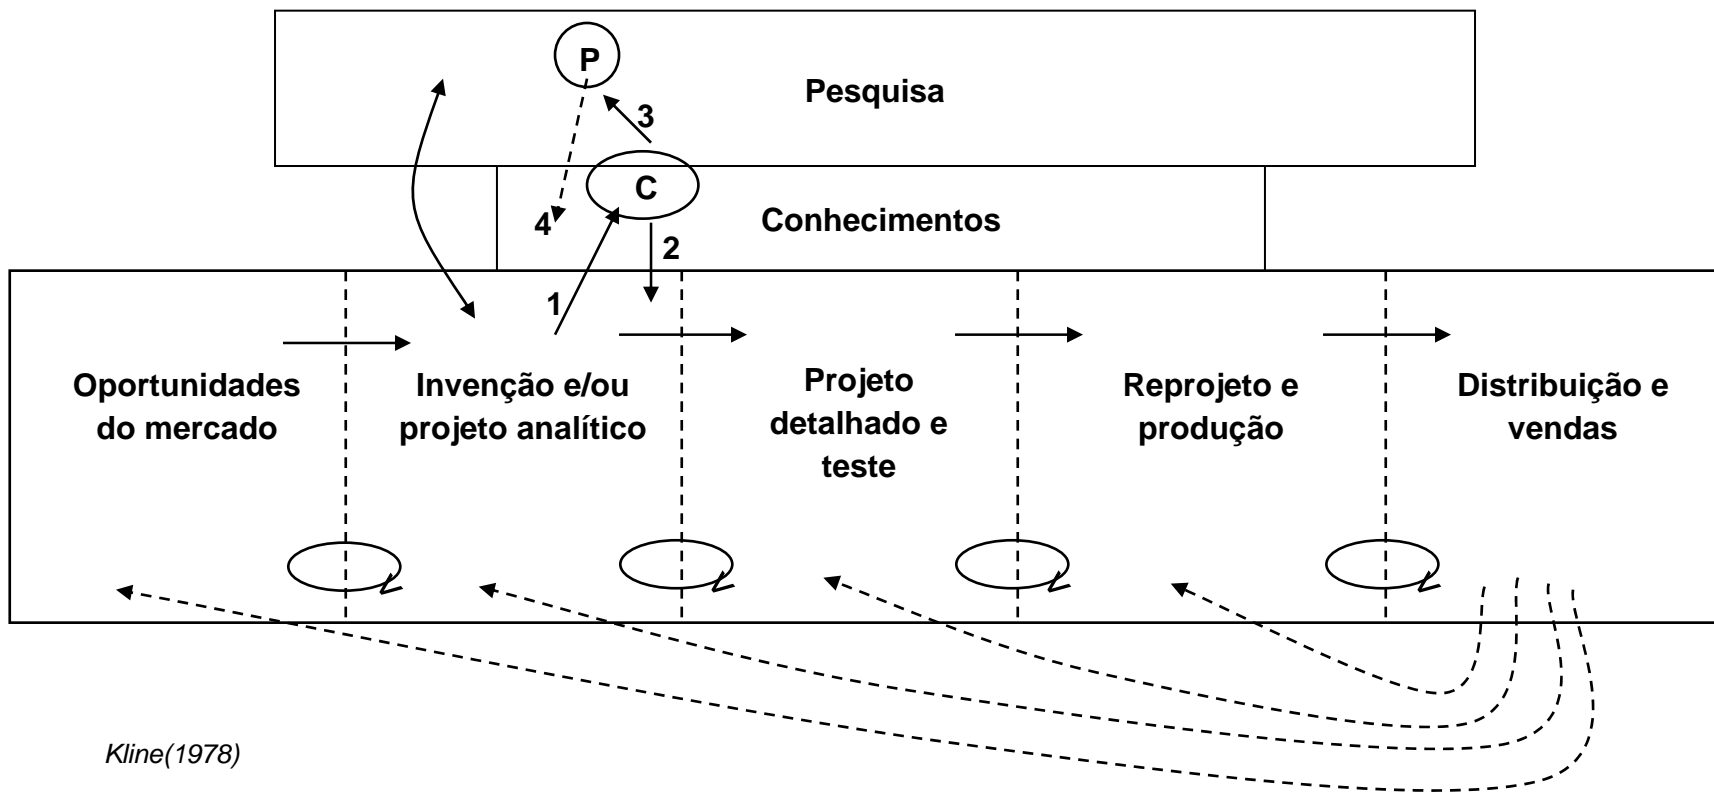 P
Pesquisa
3
C
Conhecimentos
4
2
1
Oportunidades
do mercado
Invenção e/ou
projeto analítico
Projeto
detalhado e
teste
Reprojeto e
produção
Distribuição e
vendas
Kline(1978)